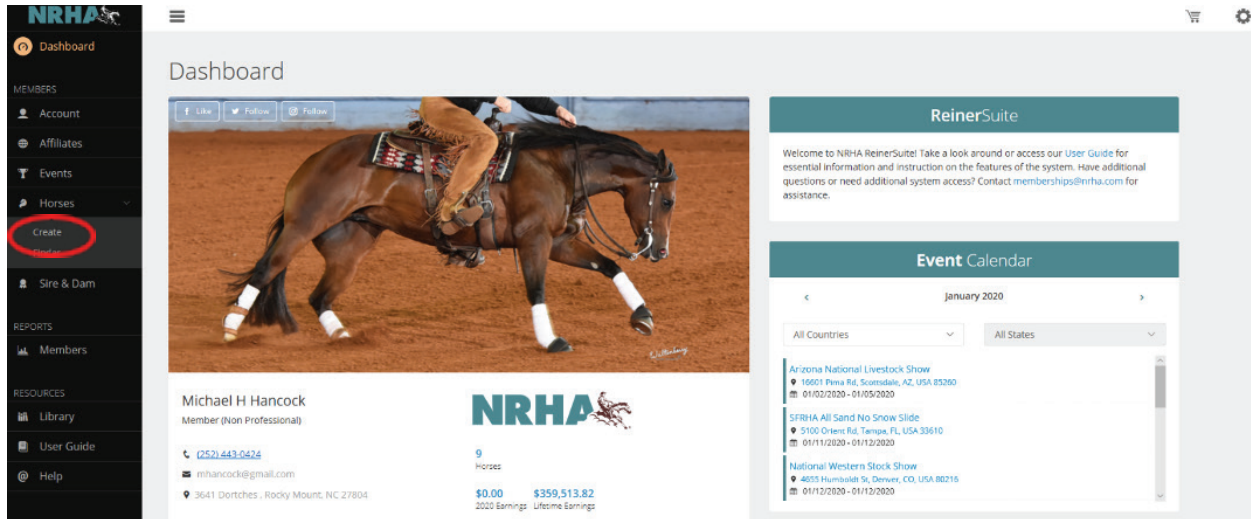 NRHA
Dashboard
MEMBERS
Account
Affiliates
Events
Horses
Create
Finder
Sire & Dam
REPORTS
Members
RESOURCES
Library
User Guide
Help
Dashboard
Like
Follow
Follow
Michael H Hancock
Member (Non Professional)
(252) 443-0424
mhancock@gmail.com
3641 Dortches , Rocky Mount, NC 27804
NRHA
9
Horses
$0.00 $359,513.82
2020 Earnings Lifetime Earnings
ReinerSuite
Welcome to NRHA ReinerSuite! Take a look around or access our User Guide for
essential information and instruction on the features of the system. Have additional
questions or need additional system access? Contact memberships@nrha.com for
assistance.
Event Calendar
January 2020
All Countries All States
Arizona National Livestock Show
16601 Pima Rd, Scottsdale, AZ, USA 85260
01/02/2020 - 01/05/2020
SFRHA All Sand No Snow Slide
5100 Orient Rd, Tampa, FL, USA 33610
01/11/2020 - 01/12/2020
National Western Stock Show
4655 Humboldt St, Denver, CO, USA 80216
01/12/2020 - 01/12/2020